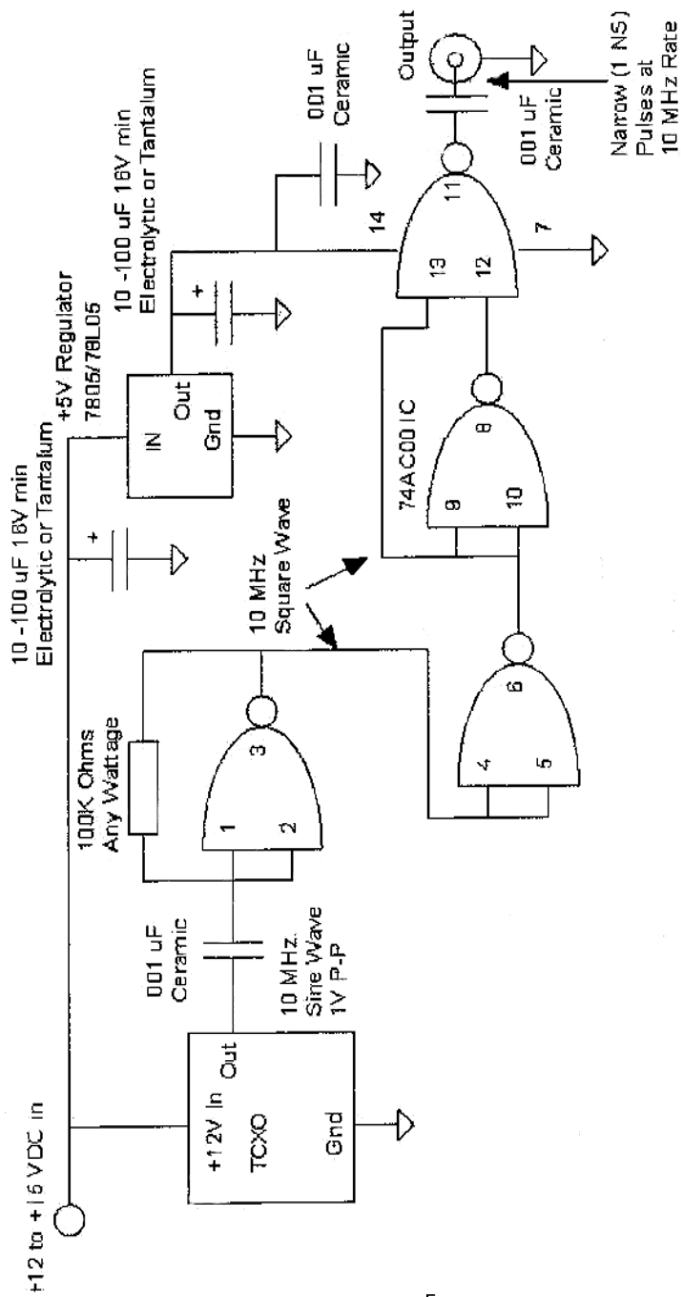 +12 to +15 VDC in
+12V In
TCXO
Out
Gnd
001 uF
Ceramic
10 MHz.
Sine Wave
1V P-P
100K Ohms
Any Wattage
1
2
3
10 -100 uF 16V min
Electrolytic or Tantalum
+
10 MHz
Square Wave
+5V Regulator
7805/78L05
IN
Out
Gnd
10 -100 uF 16V min
Electrolytic or Tantalum
+
001 uF
Ceramic
4
5
6
74AC00 IC
9
10
8
14
13
12
11
7
Output
001 uF
Ceramic
Narrow (1 NS)
Pulses at
10 MHz Rate